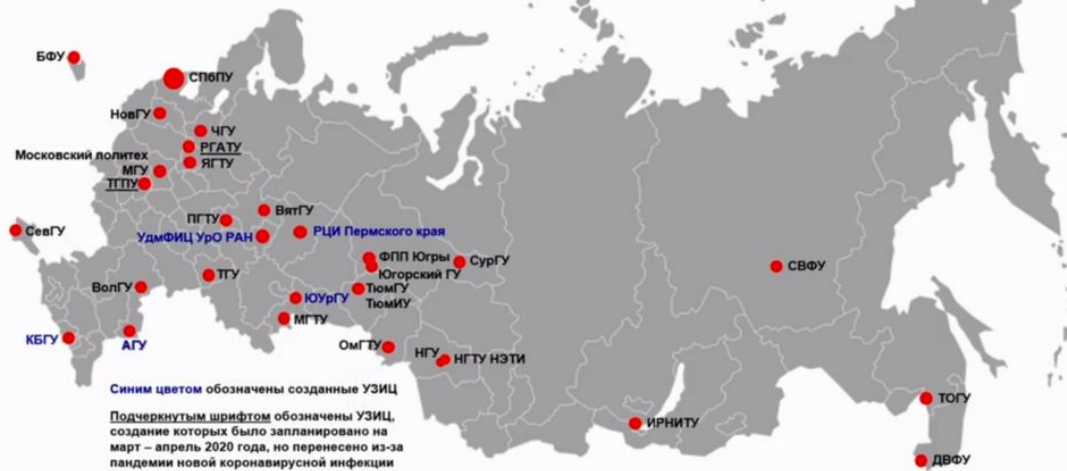 БФУ
СПбПУ
НовГУ
ЧГУ
РГАТУ
Московский политех
ЯГТУ
МГУ
ТГПУ
ВятГУ
ПГТУ
СевГУ
РЦИ Пермского края
УдмФИЦ УрО РАН
ФПП Югры
СурГУ
СВФУ
Югорский ГУ
ТГУ
ВолГУ
ТюмГУ
ЮУрГУ
ТюмИУ
МГТУ
КБГУ
АГУ
ОмГТУ
НГУ
НГТУ НЭТИ
Синим цветом обозначены созданные УЗИЦ
ТОГУ
Подчеркнутым шрифтом обозначены УЗИЦ,
ИРНИТУ
создание которых было запланировано на
март – апрель 2020 года, но перенесено из-за
пандемии новой коронавирусной инфекции
ДВФУ